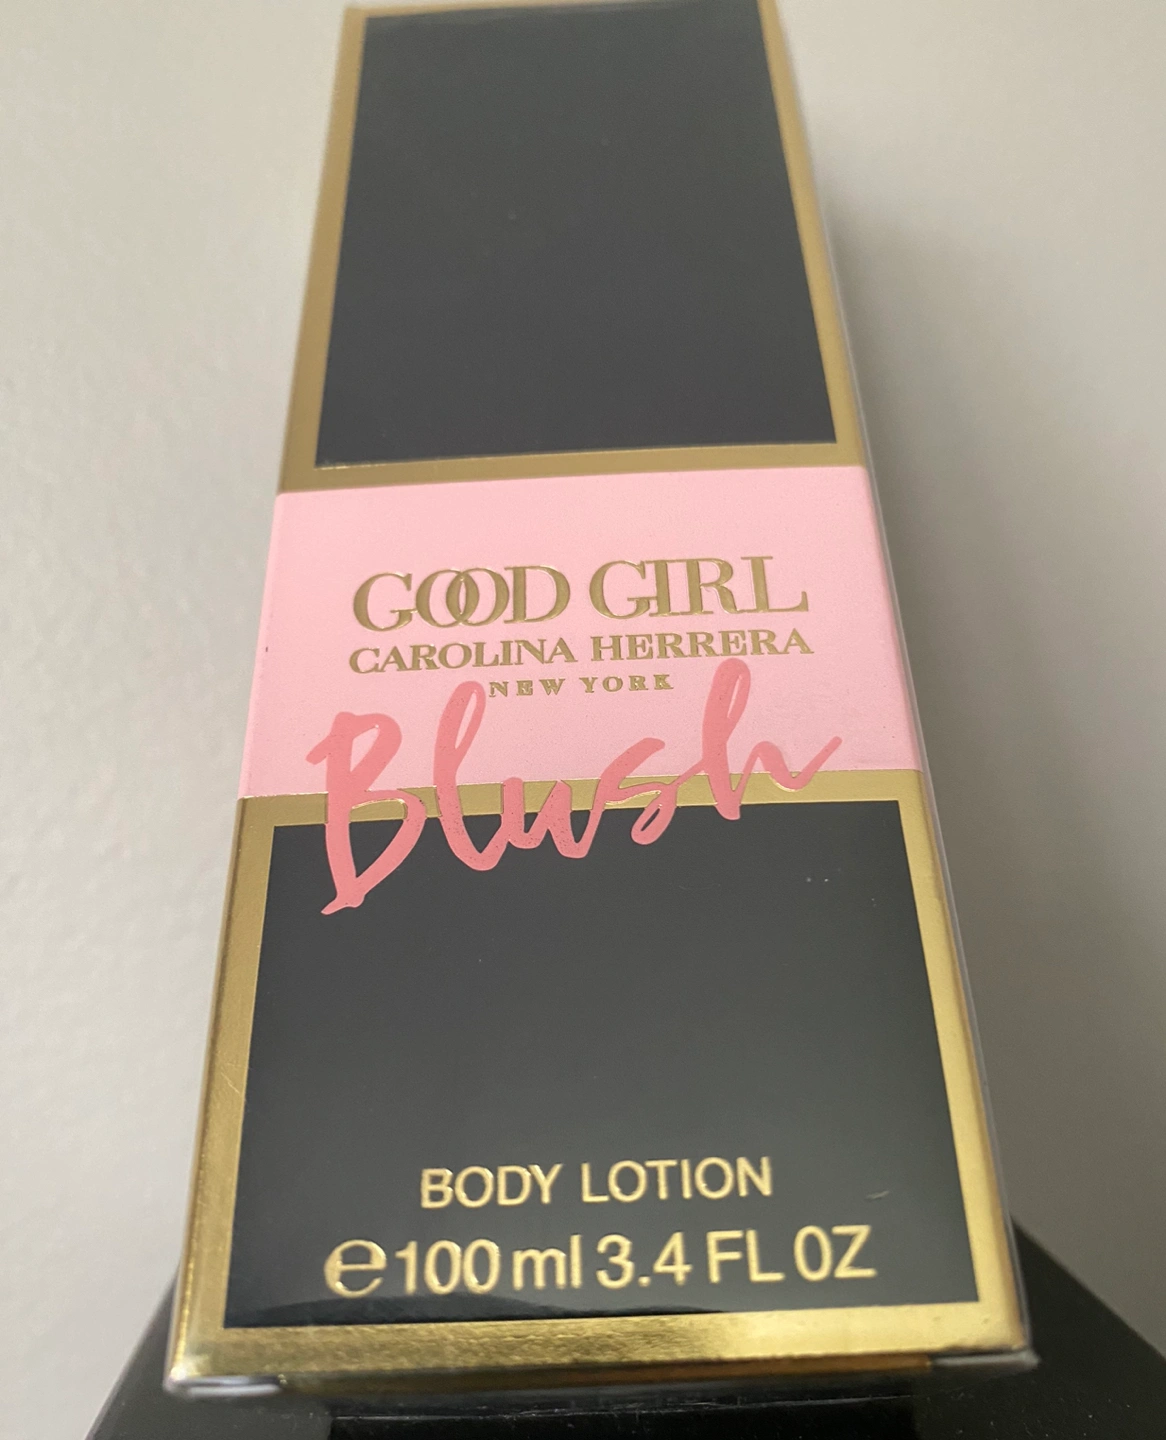 GOOD GIRL
CAROLINA HERRERA
NEW YORK
Blush
BODY LOTION
℮ 100 ml 3.4 FL OZ